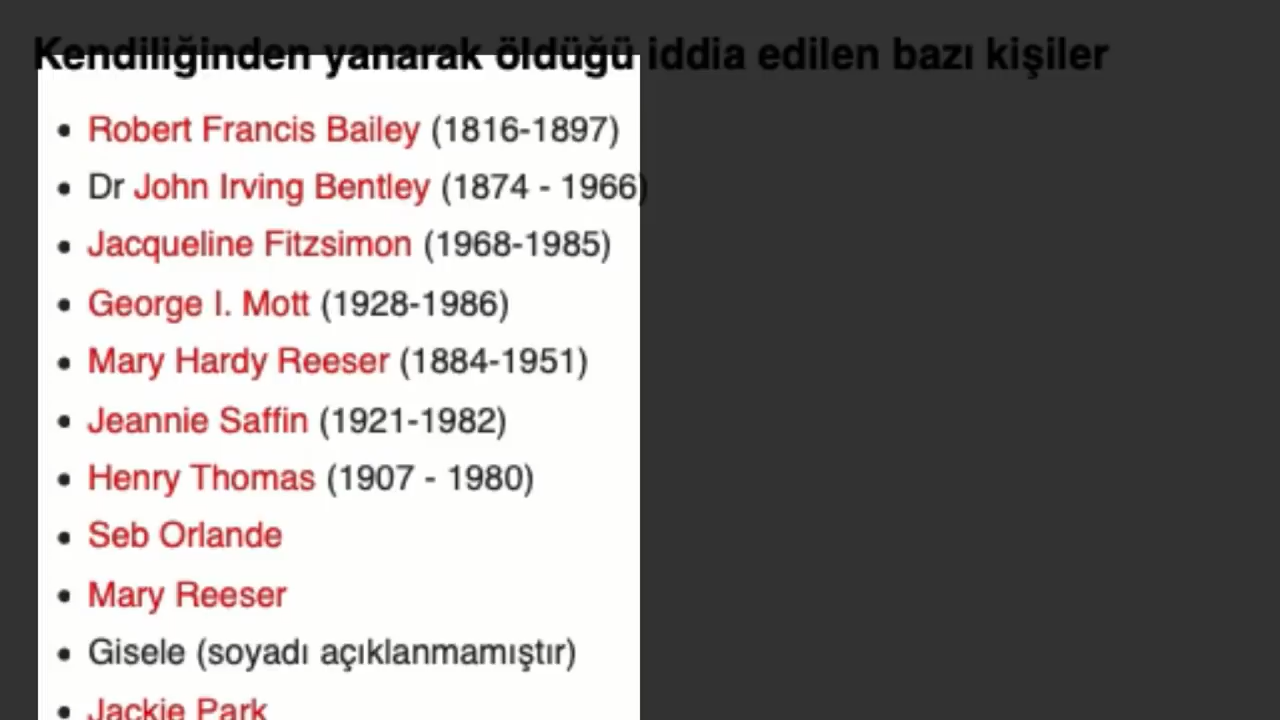 Kendiliğinden yanarak öldüğü iddia edilen bazı kişiler
• Robert Francis Bailey (1816-1897)
• Dr John Irving Bentley (1874 - 1966)
• Jacqueline Fitzsimon (1968-1985)
• George I. Mott (1928-1986)
• Mary Hardy Reeser (1884-1951)
• Jeannie Saffin (1921-1982)
• Henry Thomas (1907 - 1980)
• Seb Orlande
• Mary Reeser
• Gisele (soyadı açıklanmamıştır)
• Jackie Park